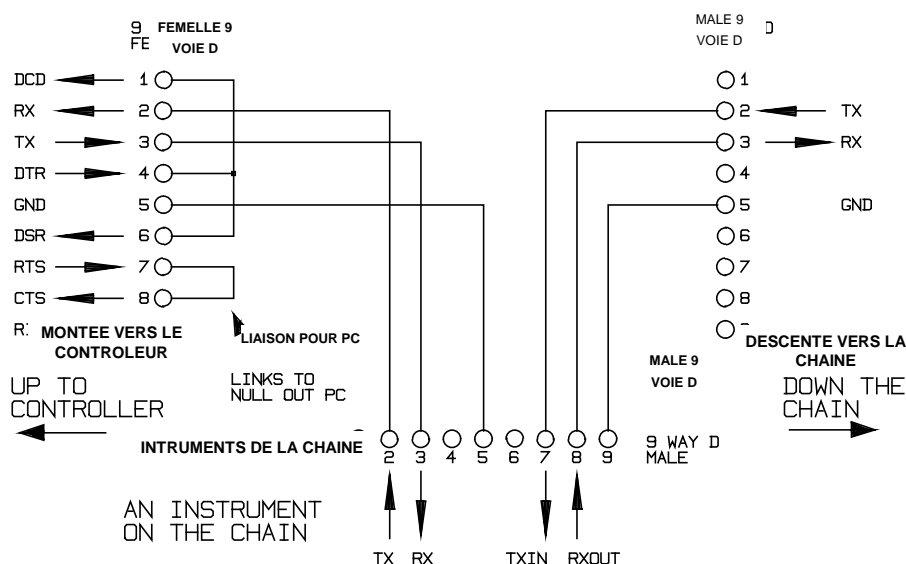 9 FEMELLE 9
FE VOIE D
MALE 9 D
VOIE D
DCD 1
RX 2
TX 3
DTR 4
GND 5
DSR 6
RTS 7
CTS 8
1
2 TX
3 RX
4
5 GND
6
7
8
MONTEE VERS LE
CONTROLEUR
LIAISON POUR PC
DESCENTE VERS LA
CHAINE
UP TO
CONTROLLER
LINKS TO
NULL OUT PC
MALE 9
VOIE D
DOWN THE
CHAIN
INTRUMENTS DE LA CHAINE
2 3 4 5 6 7 8 9
9 WAY D
MALE
AN INSTRUMENT
ON THE CHAIN
TX RX TXIN RXOUT